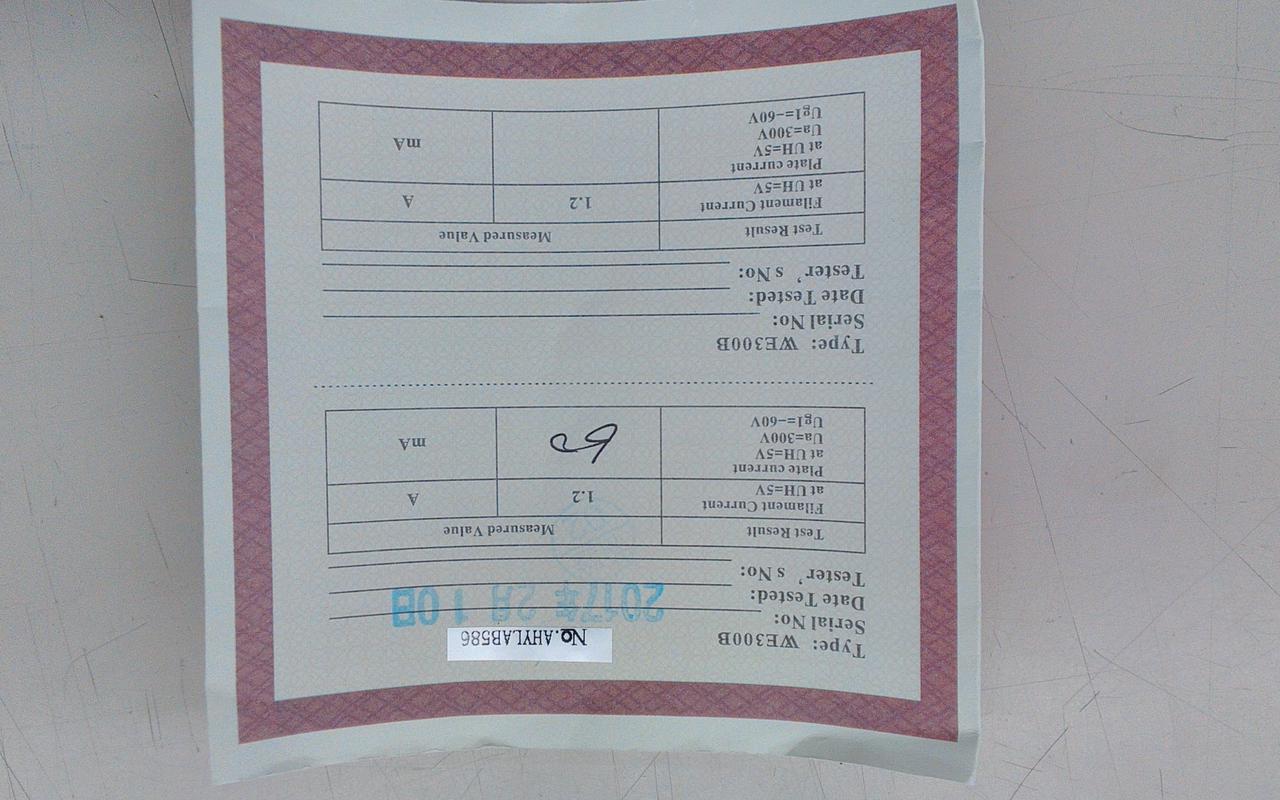 No.AHYLAB586
Type: WE300B
Serial No:
Date Tested: 2017年 2月 10日
Tester's No:
Test Result Measured Value
Filament Current at UH=5V 1.2 A
Plate current
at UH=5V
Ua=300V
Ug1=-60V
mA
Type: WE300B
Serial No:
Date Tested:
Tester's No:
Test Result Measured Value
Filament Current at UH=5V 1.2 A
Plate current
at UH=5V
Ua=300V
Ug1=-60V
mA